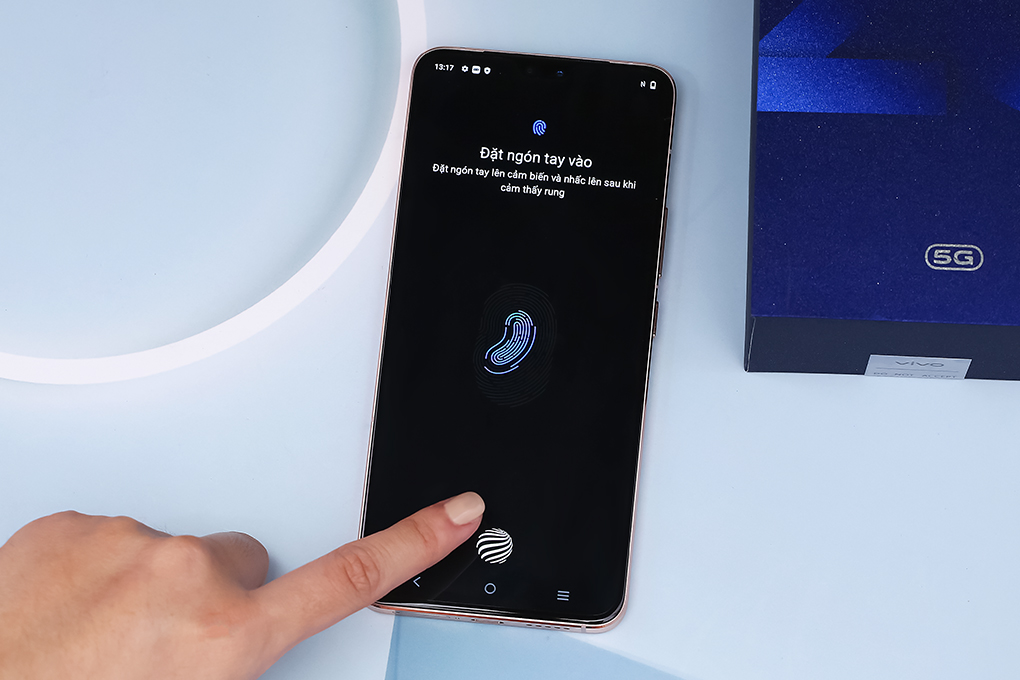 13:17
N
Đặt ngón tay vào
Đặt ngón tay lên cảm biến và nhấc lên sau khi
cảm thấy rung
5G
vivo